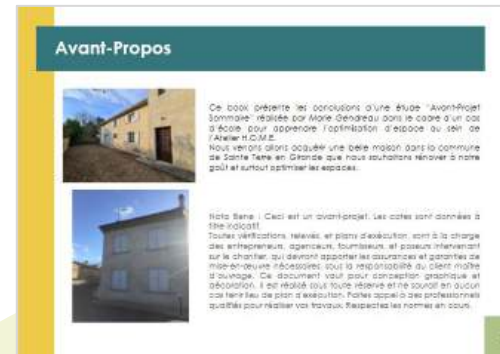 Avant-Propos
Ce book présente les conclusions d'une étude "Avant-Projet
Sommaire" réalisée par Marie Gendreau dans le cadre d'un cas
d'école pour apprendre l'optimisation d'espace au sein de
l'Atelier H.O.M.E.
Nous venons allons acquérir une belle maison dans la commune
de Sainte Terre en Gironde que nous souhaitons rénover à notre
goût et surtout optimiser les espaces.
Nota Bene : Ceci est un avant-projet. Les cotes sont données à
titre indicatif.
Toutes vérifications, relevés, et plans d'exécution, sont à la charge
des entrepreneurs, agenceurs, fournisseurs, et poseurs intervenant
sur le chantier, qui devront apporter les assurances et garanties de
mise-en-œuvre nécessaires, sous la responsabilité du client maître
d'ouvrage. Ce document vaut pour conception graphique et
décoration. Il est réalisé sous toute réserve et ne saurait en aucun
cas tenir lieu de plan d'exécution. Faites appel à des professionnels
qualifiés pour réaliser vos travaux. Respectez les normes en cours.